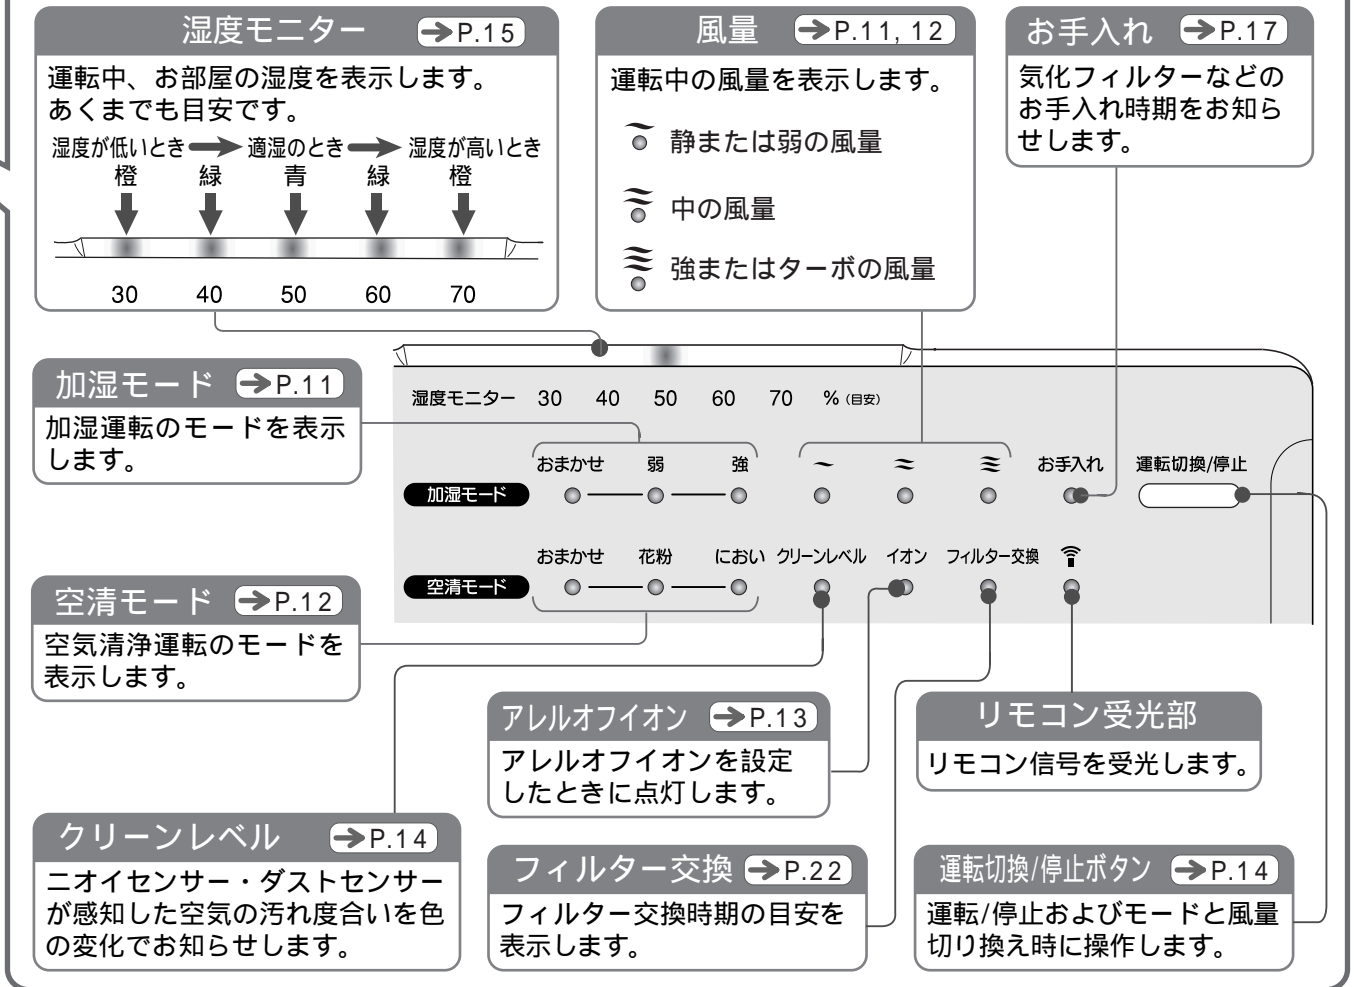 湿度モニター ➔P.15
運転中、お部屋の湿度を表示します。
あくまでも目安です。
湿度が低いとき 適湿のとき 湿度が高いとき
橙 緑 青 緑 橙
30 40 50 60 70
風量 ➔P.11, 12
運転中の風量を表示します。
静または弱の風量
中の風量
強またはターボの風量
お手入れ ➔P.17
気化フィルターなどの
お手入れ時期をお知ら
せします。
加湿モード ➔P.11
加湿運転のモードを表示
します。
湿度モニター 30 40 50 60 70 % (目安)
おまかせ 弱 強 お手入れ 運転切換/停止
加湿モード
おまかせ 花粉 におい クリーンレベル イオン フィルター交換
空清モード
空清モード ➔P.12
空気清浄運転のモードを
表示します。
アレルオフイオン ➔P.13
アレルオフイオンを設定
したときに点灯します。
リモコン受光部
リモコン信号を受光します。
クリーンレベル ➔P.14
ニオイセンサー・ダストセンサー
が感知した空気の汚れ度合いを色
の変化でお知らせします。
フィルター交換 ➔P.22
フィルター交換時期の目安を
表示します。
運転切換/停止ボタン ➔P.14
運転/停止およびモードと風量
切り換え時に操作します。